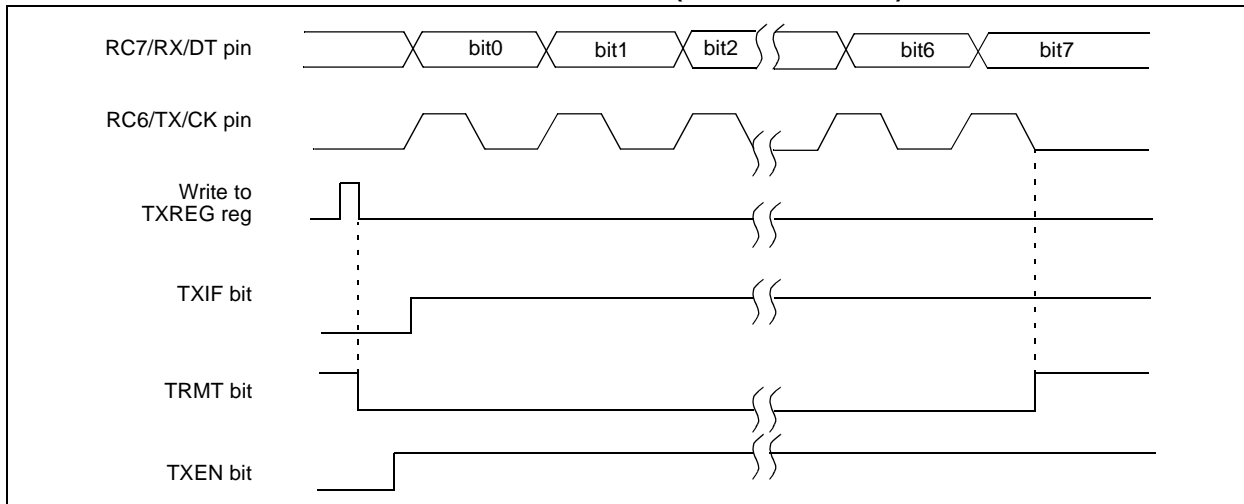 RC7/RX/DT pin
bit0
bit1
bit2
bit6
bit7
RC6/TX/CK pin
Write to
TXREG reg
TXIF bit
TRMT bit
TXEN bit